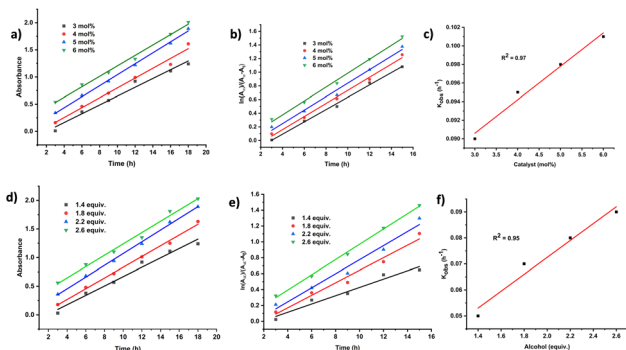 a)
Absorbance
2.0
1.5
1.0
0.5
0.0
3 mol%
4 mol%
5 mol%
6 mol%
2 4 6 8 10 12 14 16 18 20
Time (h)
b)
1.6
1.4
1.2
1.0
0.8
0.6
0.4
0.2
0.0
3 mol%
4 mol%
5 mol%
6 mol%
4 6 8 10 12 14 16
Time (h)
c)
K_obs (h⁻¹)
0.102
0.100
0.098
0.096
0.094
0.092
0.090
R² = 0.97
3.0 3.5 4.0 4.5 5.0 5.5 6.0
Catalyst (mol%)
d)
Absorbance
2.5
2.0
1.5
1.0
0.5
0.0
1.4 equiv.
1.8 equiv.
2.2 equiv.
2.6 equiv.
2 4 6 8 10 12 14 16 18 20
Time (h)
e)
1.6
1.4
1.2
1.0
0.8
0.6
0.4
0.2
0.0
1.4 equiv.
1.8 equiv.
2.2 equiv.
2.6 equiv.
2 4 6 8 10 12 14 16
Time (h)
f)
K_obs (h⁻¹)
0.09
0.08
0.07
0.06
0.05
R² = 0.95
1.4 1.6 1.8 2.0 2.2 2.4 2.6
Alcohol (equiv.)